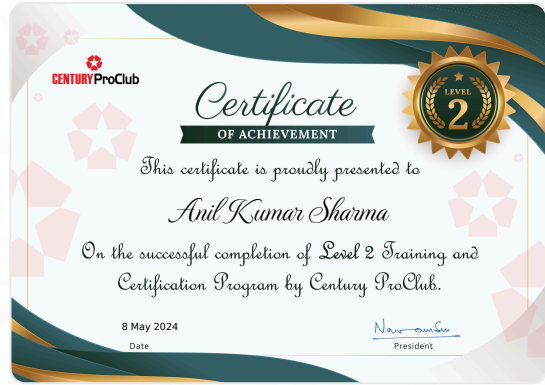 CENTURY ProClub
Certificate
OF ACHIEVEMENT
LEVEL
2
This certificate is proudly presented to
Anil Kumar Sharma
On the successful completion of Level 2 Training and
Certification Program by Century ProClub.
8 May 2024
Date
President